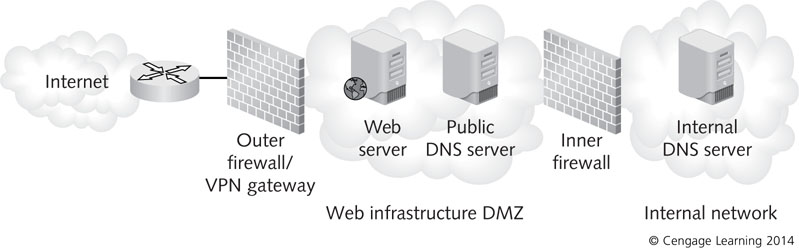 Internet
Outer
firewall/
VPN gateway
Web
server
Public
DNS server
Inner
firewall
Internal
DNS server
Web infrastructure DMZ
Internal network
© Cengage Learning 2014